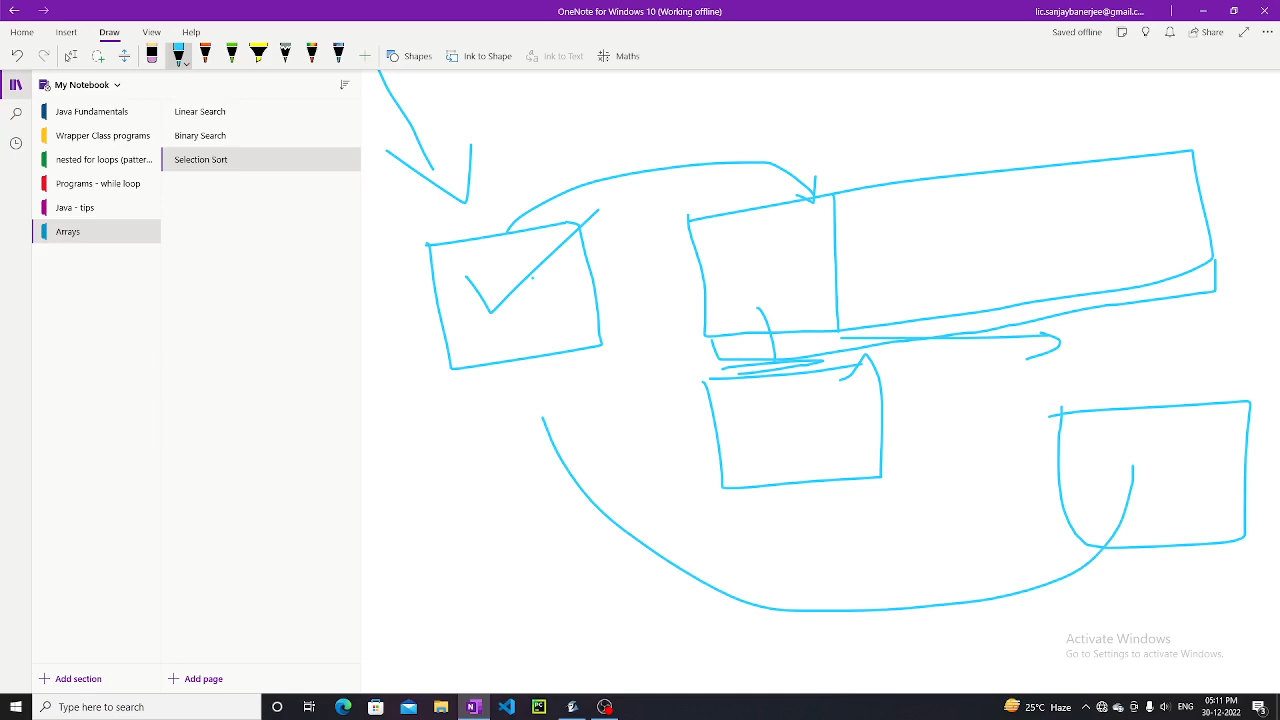 OneNote for Windows 10 (Working offline)
lic.sanjaybanerjee@gmail.c...
Home Insert Draw View Help
Saved offline
Share
Shapes Ink to Shape Ink to Text Maths
My Notebook
Java Fundamentals
Wrapper Class programs
nested for loops (patter...
Programs - while loop
Java - tips
Arrays
Linear Search
Binary Search
Selection Sort
Activate Windows
Go to Settings to activate Windows.
Add section
Add page
Type here to search
25°C Haze
ENG
05:11 PM
30-12-2022